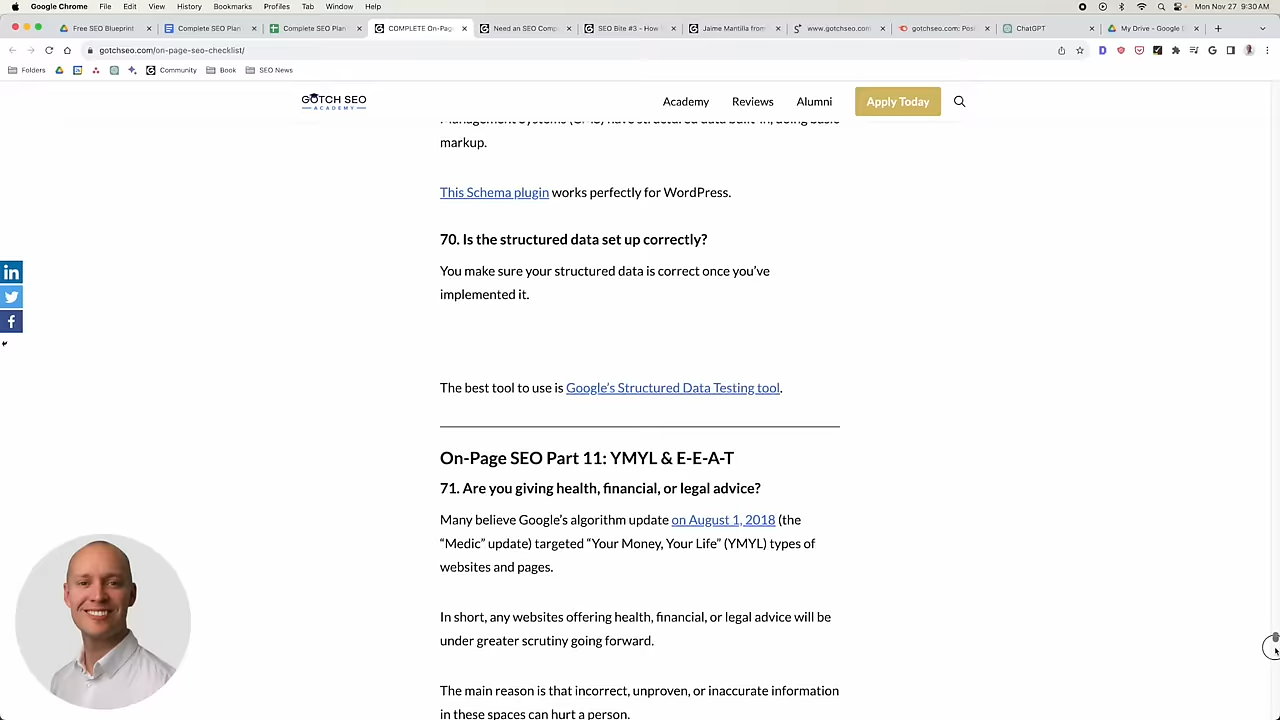 Google Chrome File Edit View History Bookmarks Profiles Tab Window Help Mon Nov 27 9:30AM
Free SEO Blueprint Complete SEO Plan Complete SEO Plan COMPLETE On-Pag Need an SEO Comp SEO Bite #3 - How Jaime Mantilla from www.gotchseo.com gotchseo.com: Posi ChatGPT My Drive - Google
gotchseo.com/on-page-seo-checklist/
Folders Community Book SEO News
GOTCH SEO
ACADEMY
Academy Reviews Alumni Apply Today
Management Systems (CMS) have structured data built-in, doing basic
markup.
This Schema plugin works perfectly for WordPress.
70. Is the structured data set up correctly?
You make sure your structured data is correct once you’ve
implemented it.
The best tool to use is Google’s Structured Data Testing tool.
On-Page SEO Part 11: YMYL & E-E-A-T
71. Are you giving health, financial, or legal advice?
Many believe Google’s algorithm update on August 1, 2018 (the
“Medic” update) targeted “Your Money, Your Life” (YMYL) types of
websites and pages.
In short, any websites offering health, financial, or legal advice will be
under greater scrutiny going forward.
The main reason is that incorrect, unproven, or inaccurate information
in these spaces can hurt a person.